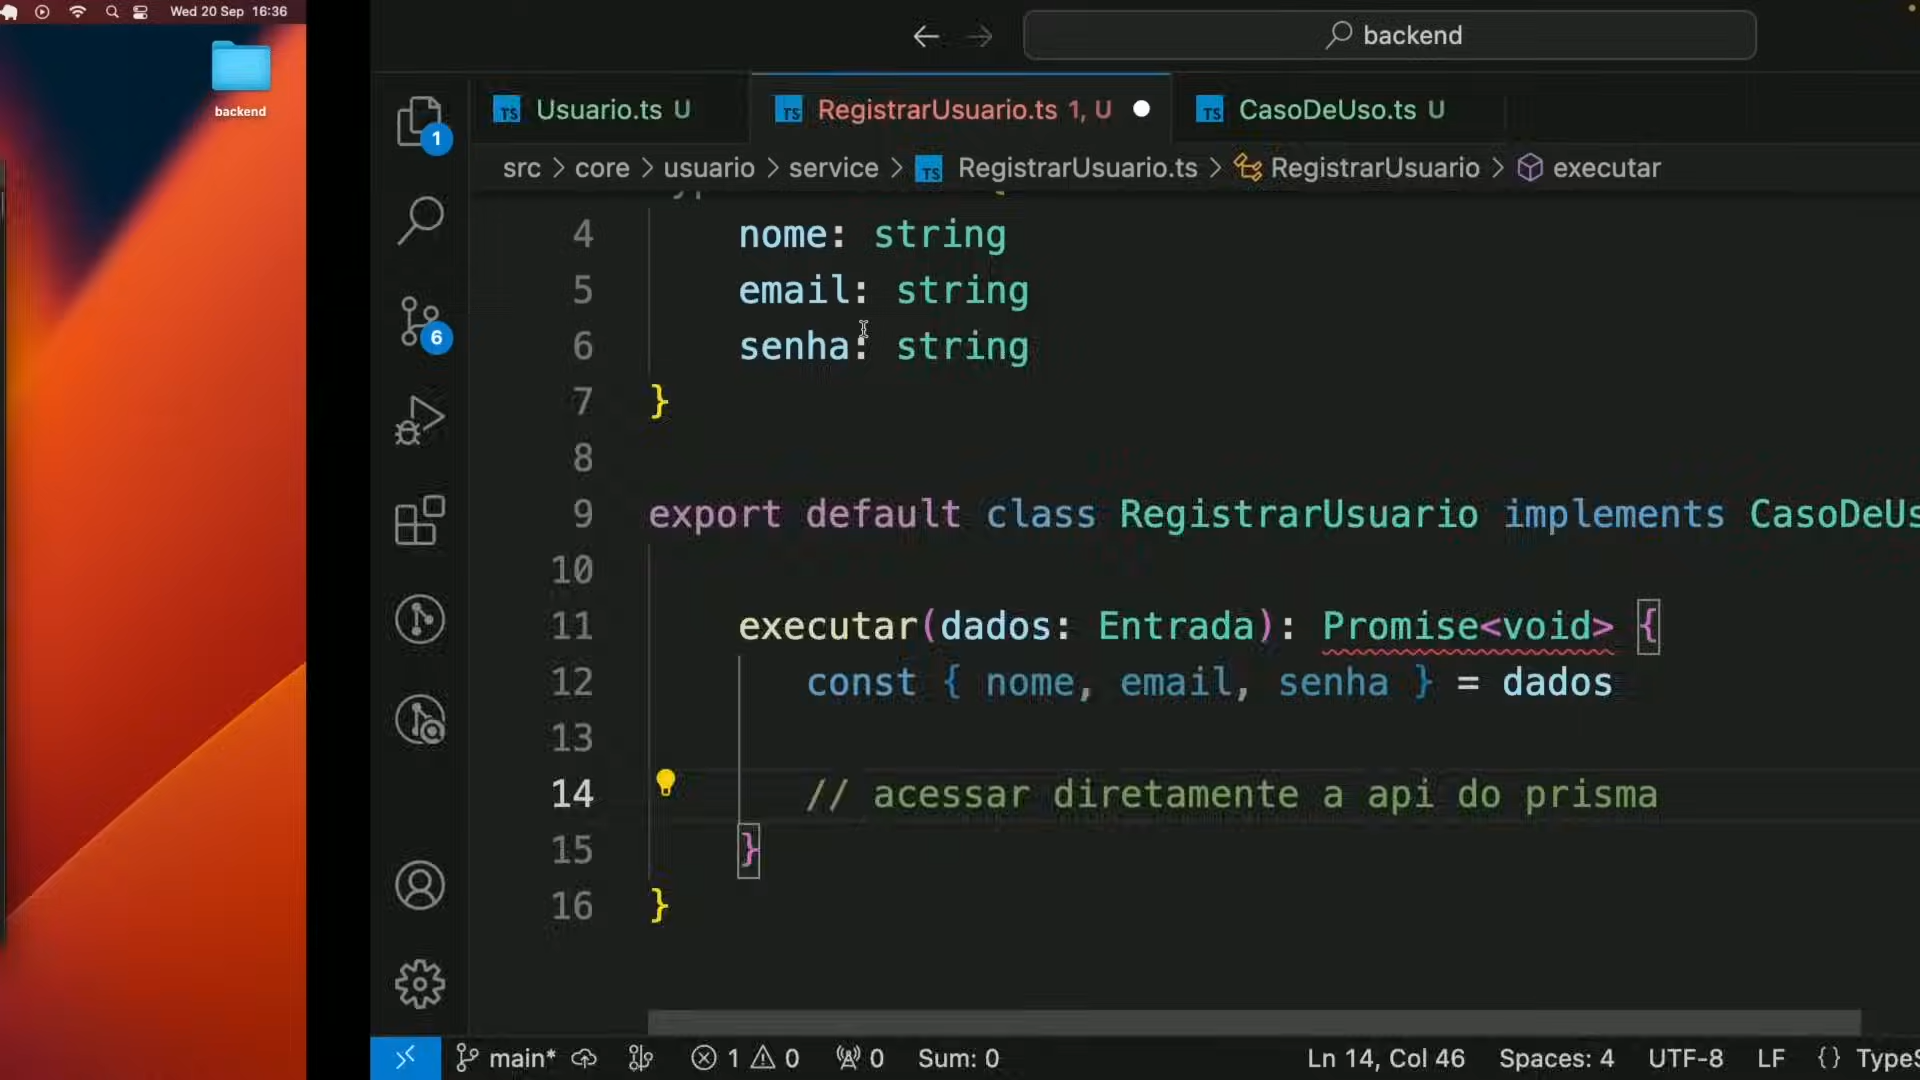 Wed 20 Sep 16:36
backend
backend
1
6
Usuario.ts U
RegistrarUsuario.ts 1, U
CasoDeUso.ts U
src > core > usuario > service > TS RegistrarUsuario.ts > RegistrarUsuario > executar
4 nome: string
5 email: string
6 senha: string
7 }
8
9 export default class RegistrarUsuario implements CasoDeUs
10
11 executar(dados: Entrada): Promise<void> {
12 const { nome, email, senha } = dados
13
14 // acessar diretamente a api do prisma
15 }
16 }
main* 1 0 0 Sum: 0 Ln 14, Col 46 Spaces: 4 UTF-8 LF {} TypeS